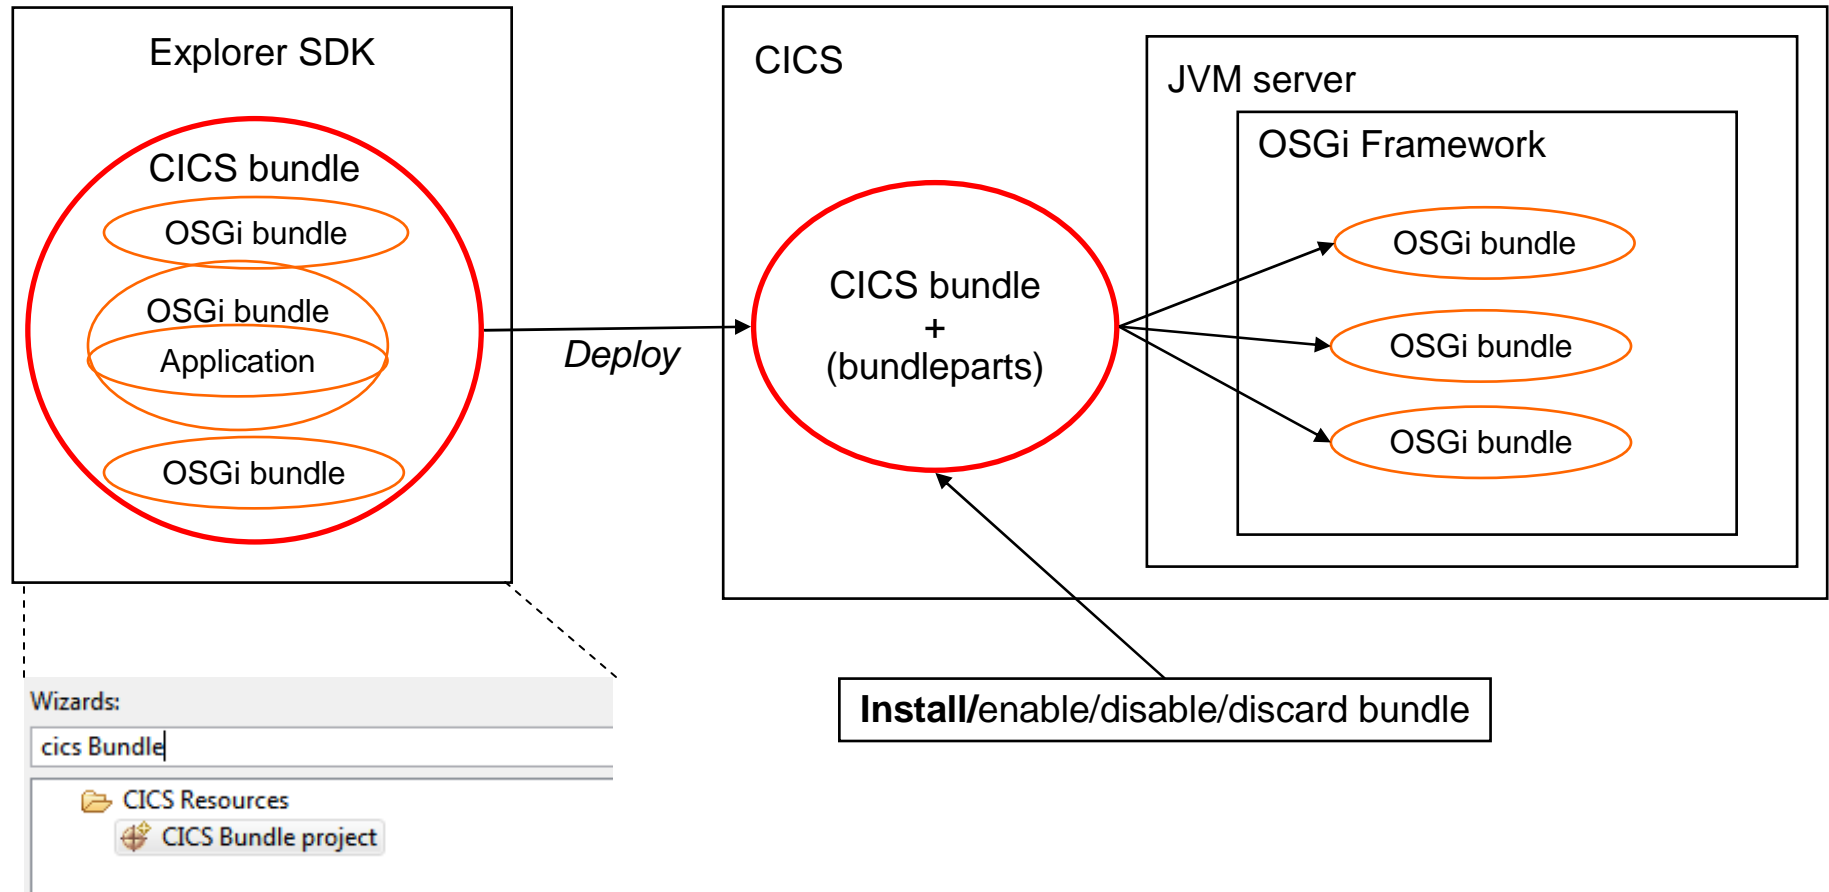 Explorer SDK
CICS bundle
OSGi bundle
OSGi bundle
Application
OSGi bundle
Deploy
CICS
CICS bundle
+
(bundleparts)
JVM server
OSGi Framework
OSGi bundle
OSGi bundle
OSGi bundle
Install/enable/disable/discard bundle
Wizards:
cics Bundle
CICS Resources
CICS Bundle project